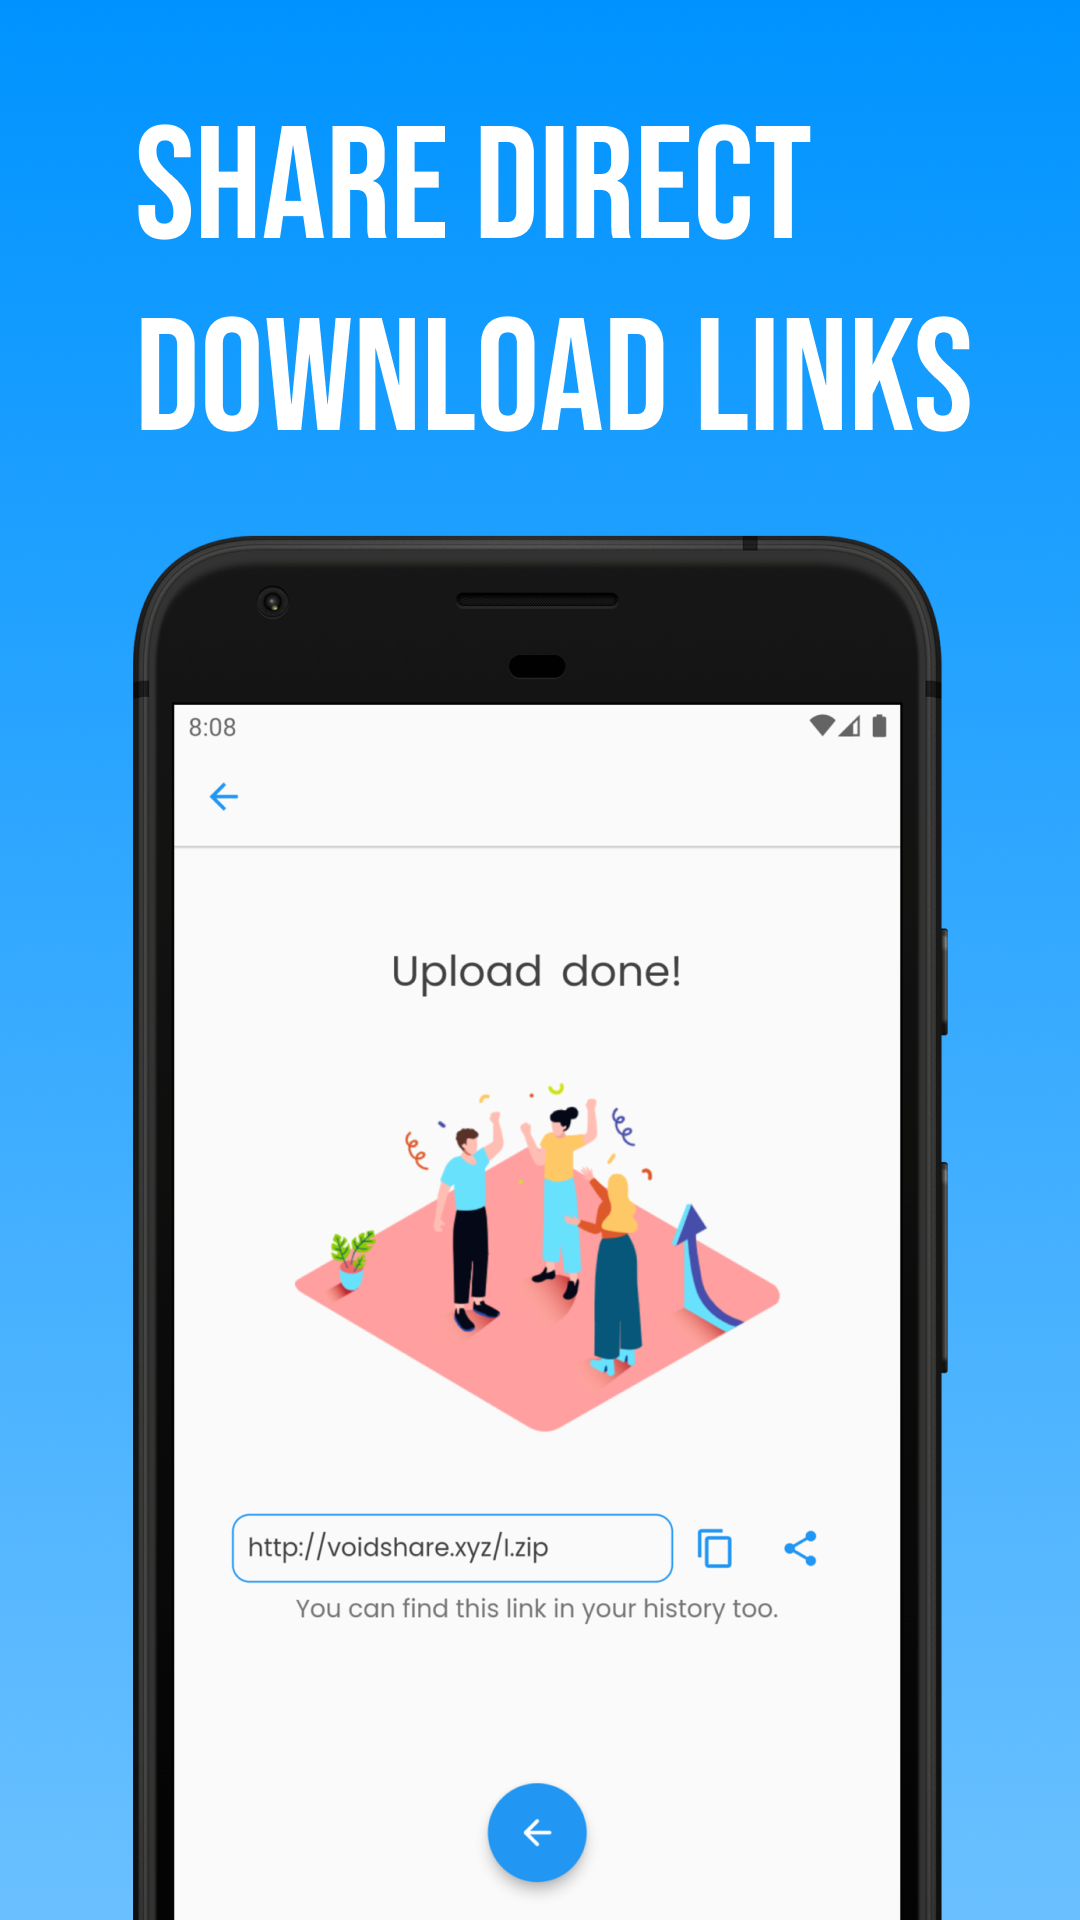 SHARE DIRECT
DOWNLOAD LINKS
8:08
Upload done!
http://voidshare.xyz/I.zip
You can find this link in your history too.